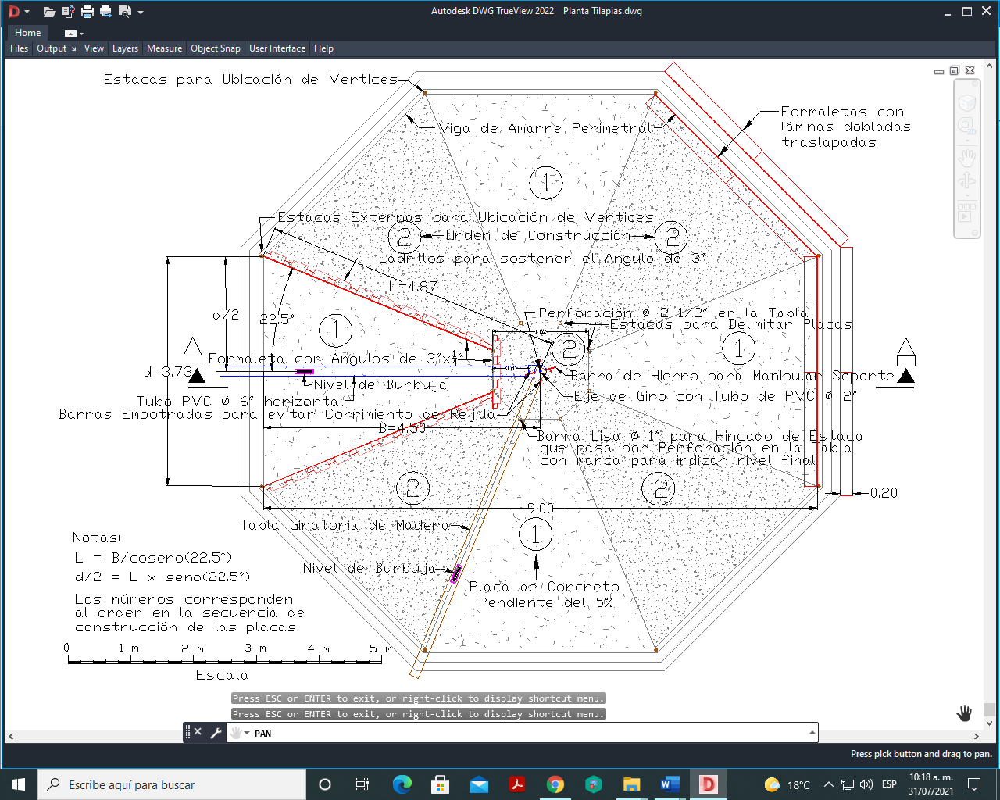 Autodesk DWG TrueView 2022 Planta Tilapias.dwg
Home
Files Output View Layers Measure Object Snap User Interface Help
Estacas para Ubicación de Vertices
Viga de Amarre Perimetral
Formaletas con
láminas dobladas
traslapadas
1
Estacas Externas para Ubicación de Vertices
2
Orden de Construcción
2
Ladrillos para sostener el Angulo de 3"
L=4.87
d/2
22.5°
Perforación Ø 2 1/2" en la Tabla
Estacas para Delimitar Placas
1
1.62
2
1
Formaleta con Angulos de 3"x¼"
d=3.73
Nivel de Burbuja
Barra de Hierro para Manipular Soporte
Tubo PVC Ø 6" horizontal
Eje de Giro con Tubo de PVC Ø 2"
Barras Empotradas para evitar Corrimiento de Rejilla
B=4.50
Barra Lisa Ø 1" para Hincado de Estaca
que pasa por Perforación en la Tabla
con marca para indicar nivel final
2
2
0.20
9.00
Tabla Giratoria de Madera
1
Notas:
L = B/coseno(22.5°)
d/2 = L x seno(22.5°)
Nivel de Burbuja
Placa de Concreto
Pendiente del 5%
Los números corresponden
al orden en la secuencia de
construcción de las placas
0 1 m 2 m 3 m 4 m 5 m
Escala
Press ESC or ENTER to exit, or right-click to display shortcut menu.
Press ESC or ENTER to exit, or right-click to display shortcut menu.
PAN
Press pick button and drag to pan.
Escribe aquí para buscar
18°C
ESP
10:18 a. m.
31/07/2021